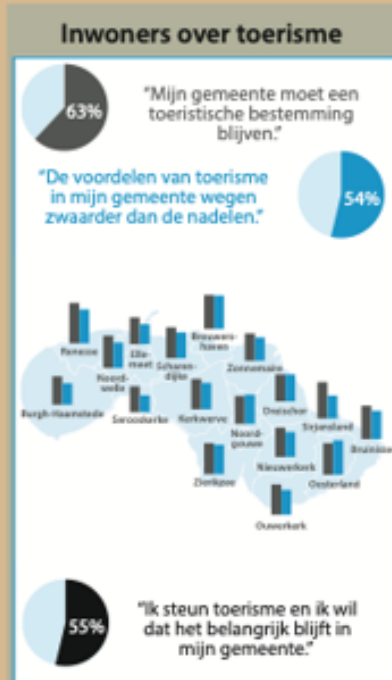 Inwoners over toerisme
63%
"Mijn gemeente moet een
toeristische bestemming
blijven."
"De voordelen van toerisme
in mijn gemeente wegen
zwaarder dan de nadelen."
54%
Renesse
Noord-
welle
Elle-
meet
Scharen-
dijke
Brouwers-
haven
Zonnemaire
Burgh-Haamstede
Serooskerke
Kerkwerve
Noord-
gouwe
Dreischor
Sirjansland
Bruinisse
Zierikzee
Nieuwerkerk
Oosterland
Ouwerkerk
55%
"Ik steun toerisme en ik wil
dat het belangrijk blijft in
mijn gemeente."